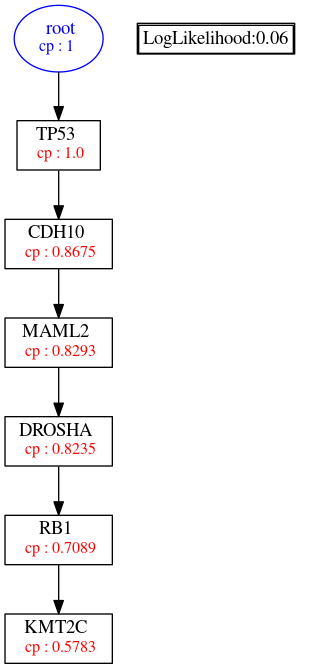 root
cp : 1
LogLikelihood:0.06
TP53
cp : 1.0
CDH10
cp : 0.8675
MAML2
cp : 0.8293
DROSHA
cp : 0.8235
RB1
cp : 0.7089
KMT2C
cp : 0.5783